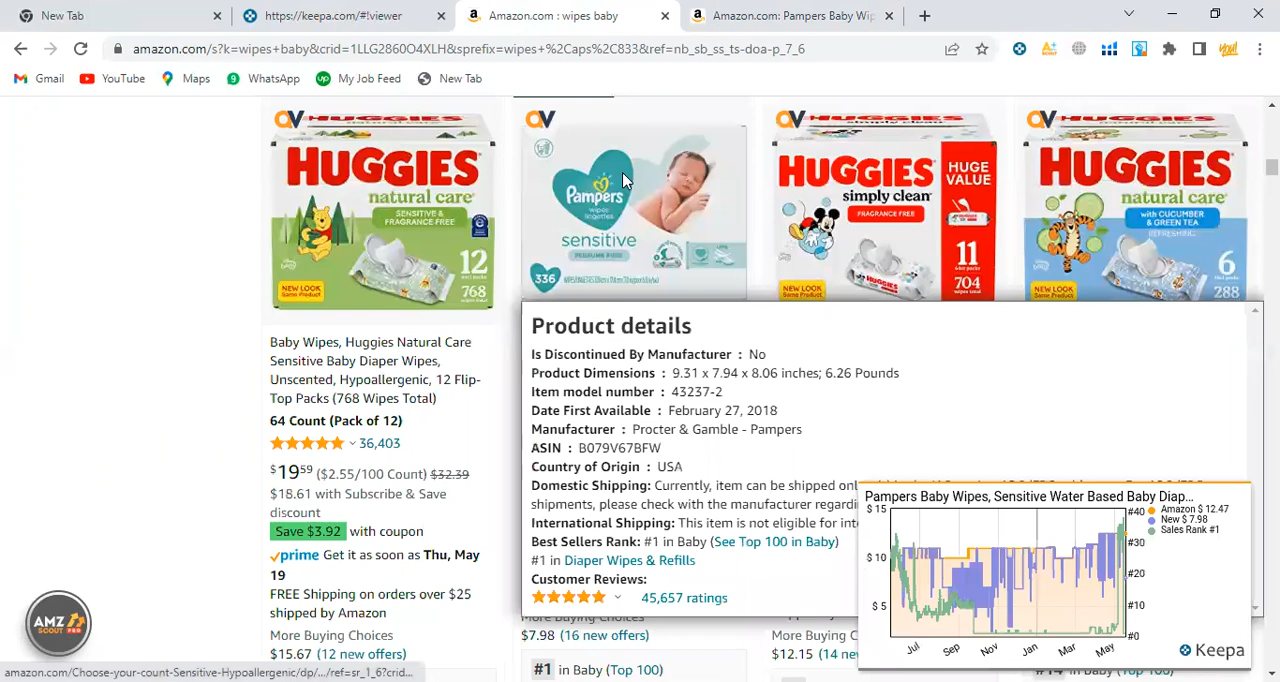 New Tab
https://keepa.com/#!viewer
Amazon.com : wipes baby
Amazon.com: Pampers Baby Wip
amazon.com/s?k=wipes+baby&crid=1LLG2860O4XLH&sprefix=wipes+%2Caps%2C833&ref=nb_sb_ss_ts-doa-p_7_6
Gmail
YouTube
Maps
WhatsApp
My Job Feed
New Tab
HUGGIES
natural care
SENSITIVE &
FRAGRANCE FREE
12
768
NEW LOOK
Same Product
Pampers
wipes
lingettes
sensitive
336
HUGGIES
simply clean
FRAGRANCE FREE
HUGE
VALUE
11
704
NEW LOOK
Same Product
HUGGIES
natural care
with CUCUMBER
& GREEN TEA
REFRESHING
6
288
NEW LOOK
Same Product
Baby Wipes, Huggies Natural Care
Sensitive Baby Diaper Wipes,
Unscented, Hypoallergenic, 12 Flip-
Top Packs (768 Wipes Total)
64 Count (Pack of 12)
36,403
$19⁵⁹ ($2.55/100 Count) $32.39
$18.61 with Subscribe & Save
discount
Save $3.92 with coupon
prime Get it as soon as Thu, May
19
FREE Shipping on orders over $25
shipped by Amazon
More Buying Choices
$15.67 (12 new offers)
Product details
Is Discontinued By Manufacturer : No
Product Dimensions : 9.31 x 7.94 x 8.06 inches; 6.26 Pounds
Item model number : 43237-2
Date First Available : February 27, 2018
Manufacturer : Procter & Gamble - Pampers
ASIN : B079V67BFW
Country of Origin : USA
Domestic Shipping: Currently, item can be shipped onl
shipments, please check with the manufacturer regardi
International Shipping: This item is not eligible for int
Best Sellers Rank: #1 in Baby (See Top 100 in Baby)
#1 in Diaper Wipes & Refills
Customer Reviews:
45,657 ratings
More Buying Choices
$7.98 (16 new offers)
#1 in Baby (Top 100)
$12.15 (14 new
Pampers Baby Wipes, Sensitive Water Based Baby Diap...
$ 15
$ 10
$ 5
#40
#30
#20
#10
#0
Jul
Sep
Nov
Jan
Mar
May
Amazon $ 12.47
New $ 7.98
Sales Rank #1
Keepa
AMZ
SCOUT
PRO
amazon.com/Choose-your-count-Sensitive-Hypoallergenic/dp/.../ref=sr_1_6?crid...